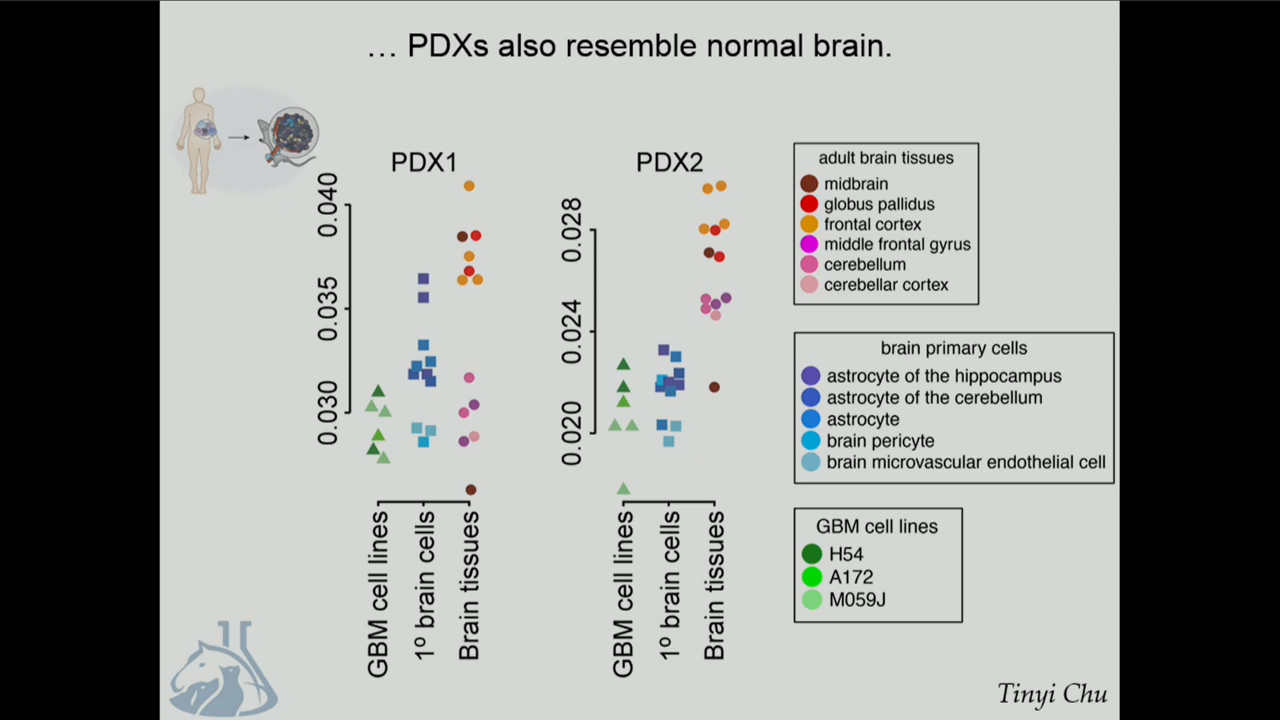 … PDXs also resemble normal brain.
PDX1
0.040
0.035
0.030
GBM cell lines
1º brain cells
Brain tissues
PDX2
0.028
0.024
0.020
GBM cell lines
1º brain cells
Brain tissues
adult brain tissues
midbrain
globus pallidus
frontal cortex
middle frontal gyrus
cerebellum
cerebellar cortex
brain primary cells
astrocyte of the hippocampus
astrocyte of the cerebellum
astrocyte
brain pericyte
brain microvascular endothelial cell
GBM cell lines
H54
A172
M059J
Tinyi Chu